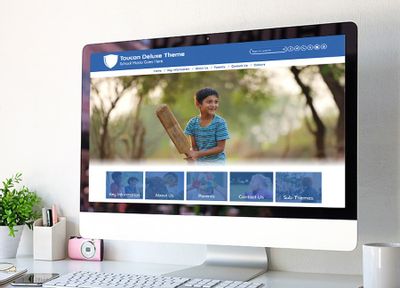 Toucan Deluxe Theme
School Motto Goes Here
Home
Key Information
About Us
Parents
Contact Us
Key Information
About Us
Parents
Contact Us
Sub-Themes